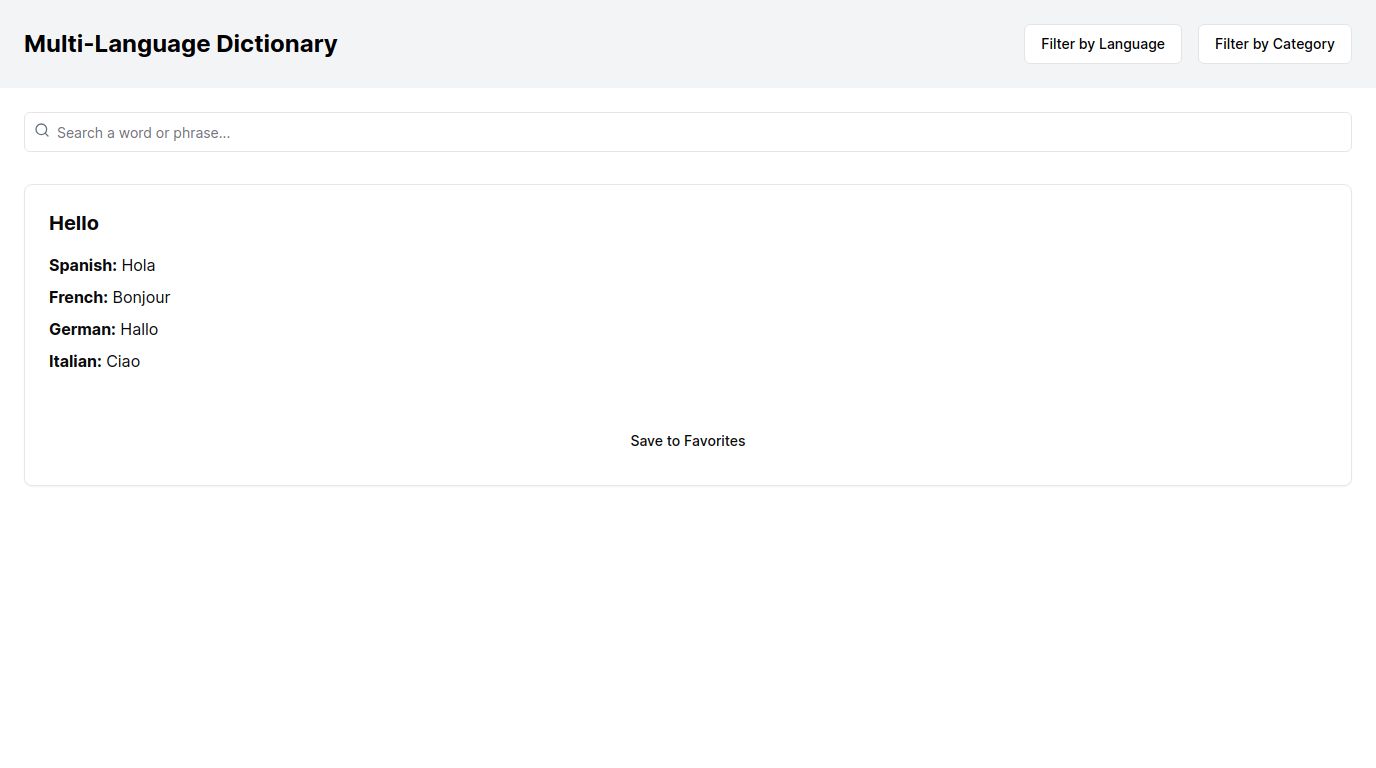 Multi-Language Dictionary
Filter by Language
Filter by Category
Search a word or phrase...
Hello
Spanish: Hola
French: Bonjour
German: Hallo
Italian: Ciao
Save to Favorites